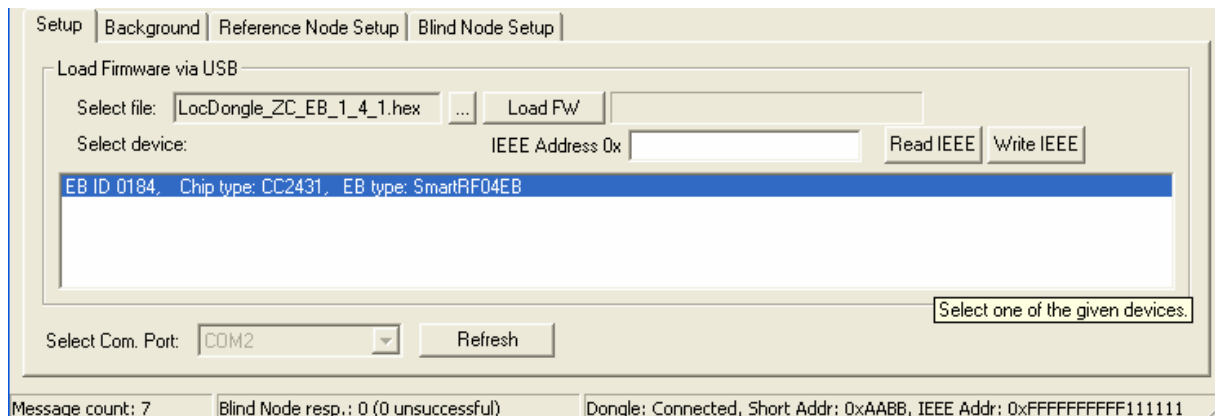 Setup Background Reference Node Setup Blind Node Setup
Load Firmware via USB
Select file: LocDongle_ZC_EB_1_4_1.hex ... Load FW
Select device: IEEE Address 0x Read IEEE Write IEEE
EB ID 0184, Chip type: CC2431, EB type: SmartRF04EB
Select one of the given devices.
Select Com. Port: COM2 Refresh
Message count: 7 Blind Node resp.: 0 (0 unsuccessful) Dongle: Connected, Short Addr: 0xAABB, IEEE Addr: 0xFFFFFFFFFF111111